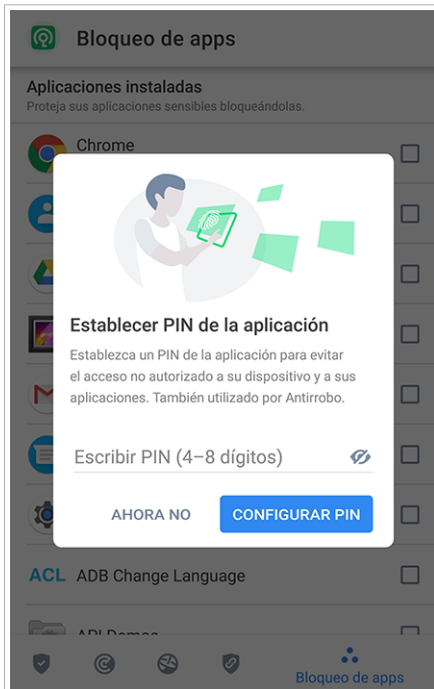 Bloqueo de apps
Aplicaciones instaladas
Proteja sus aplicaciones sensibles bloqueándolas.
Chrome
Establecer PIN de la aplicación
Establezca un PIN de la aplicación para evitar
el acceso no autorizado a su dispositivo y a sus
aplicaciones. También utilizado por Antirrobo.
Escribir PIN (4–8 dígitos)
AHORA NO
CONFIGURAR PIN
ACL ADB Change Language
API Demos
Bloqueo de apps